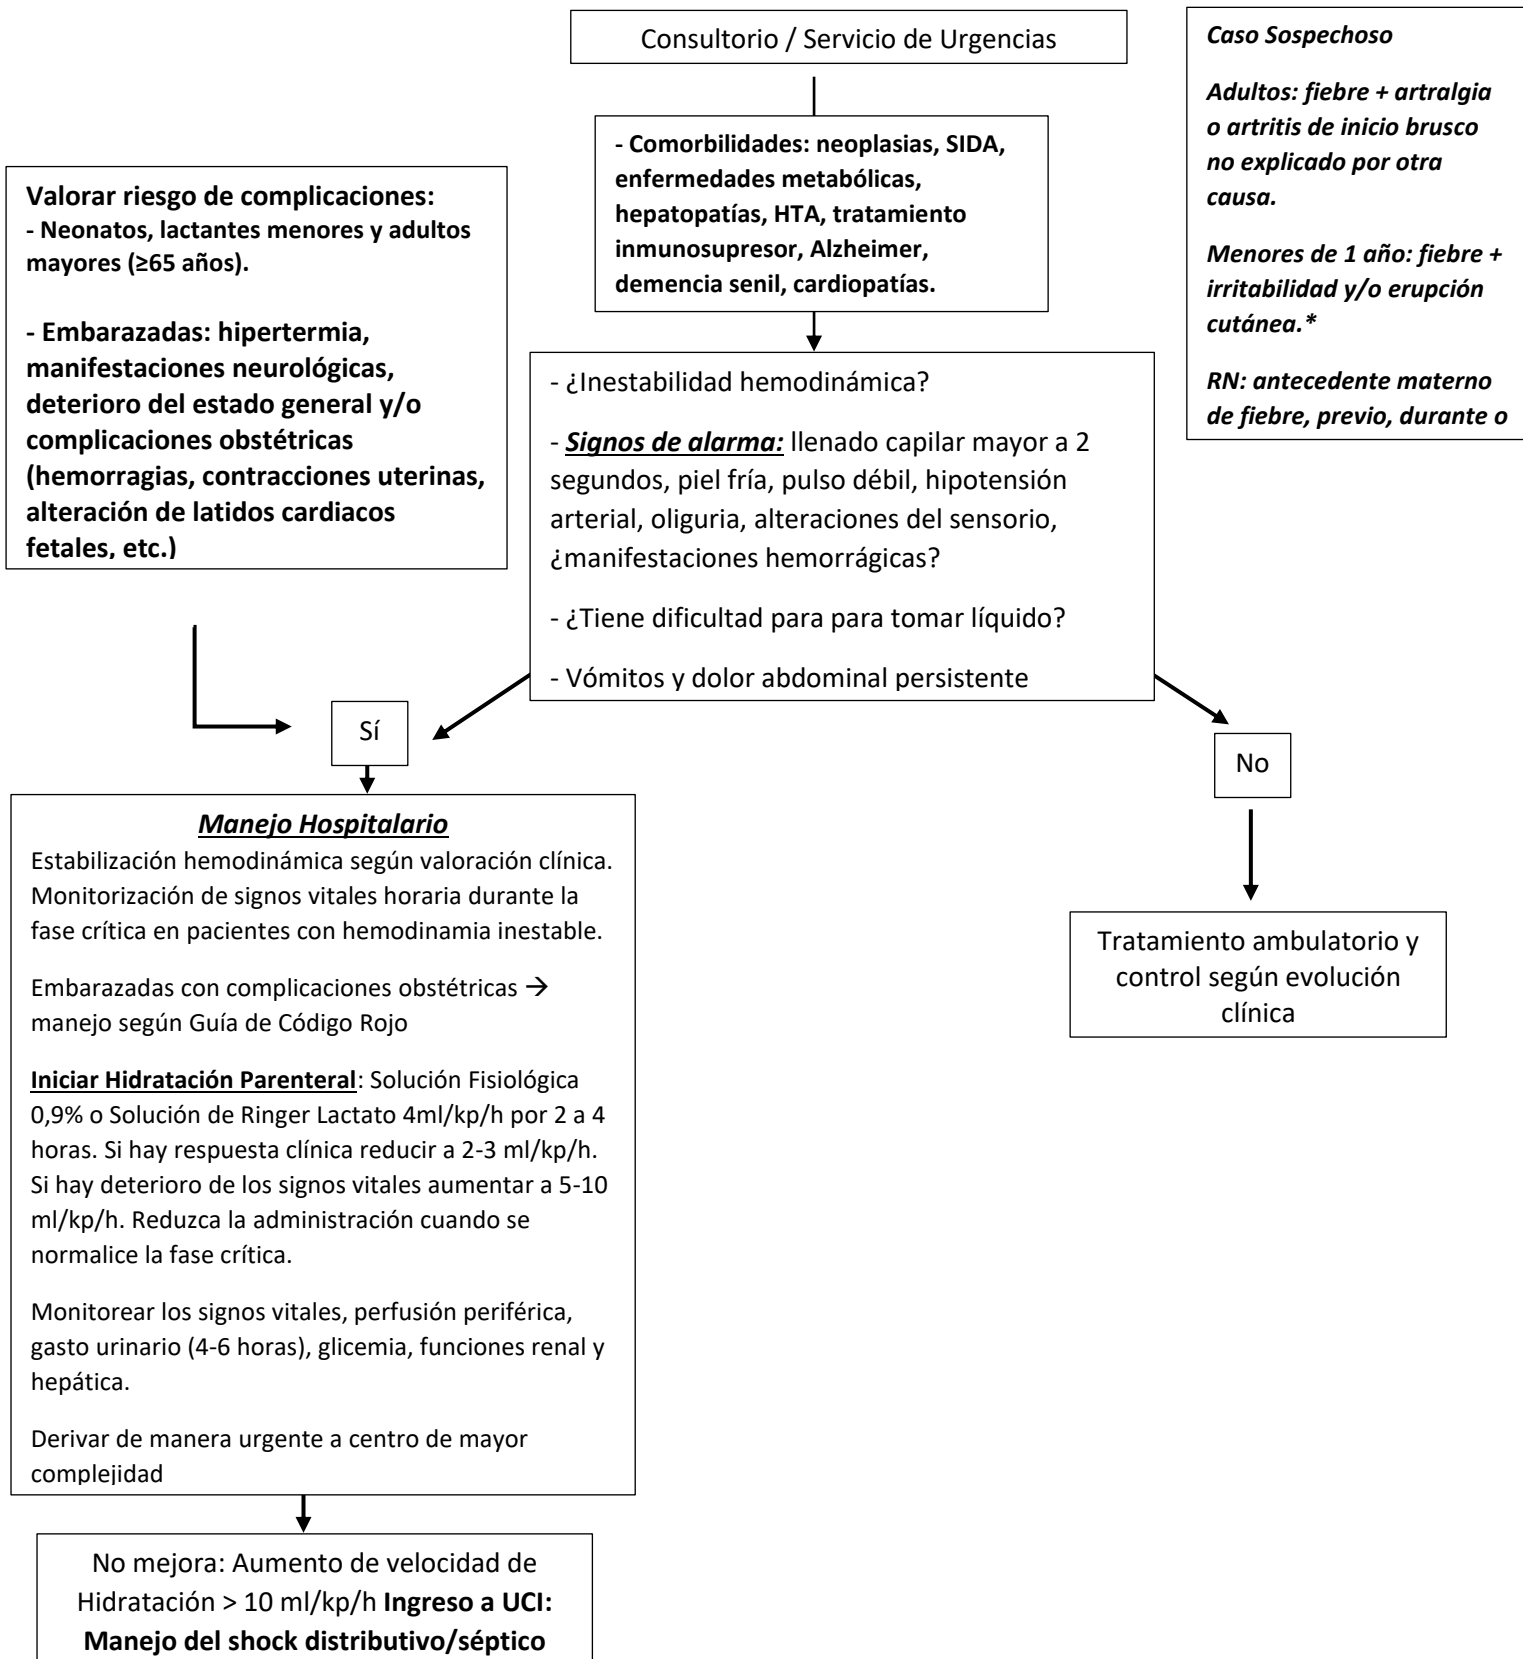 Consultorio / Servicio de Urgencias
Caso Sospechoso
Adultos: fiebre + artralgia
o artritis de inicio brusco
no explicado por otra
causa.
Menores de 1 año: fiebre +
irritabilidad y/o erupción
cutánea.*
RN: antecedente materno
de fiebre, previo, durante o
- Comorbilidades: neoplasias, SIDA,
enfermedades metabólicas,
hepatopatías, HTA, tratamiento
inmunosupresor, Alzheimer,
demencia senil, cardiopatías.
Valorar riesgo de complicaciones:
- Neonatos, lactantes menores y adultos
mayores (≥65 años).
- Embarazadas: hipertermia,
manifestaciones neurológicas,
deterioro del estado general y/o
complicaciones obstétricas
(hemorragias, contracciones uterinas,
alteración de latidos cardiacos
fetales, etc.)
- ¿Inestabilidad hemodinámica?
- Signos de alarma: llenado capilar mayor a 2
segundos, piel fría, pulso débil, hipotensión
arterial, oliguria, alteraciones del sensorio,
¿manifestaciones hemorrágicas?
- ¿Tiene dificultad para para tomar líquido?
- Vómitos y dolor abdominal persistente
Sí
No
Manejo Hospitalario
Estabilización hemodinámica según valoración clínica.
Monitorización de signos vitales horaria durante la
fase crítica en pacientes con hemodinamia inestable.
Embarazadas con complicaciones obstétricas →
manejo según Guía de Código Rojo
Iniciar Hidratación Parenteral: Solución Fisiológica
0,9% o Solución de Ringer Lactato 4ml/kp/h por 2 a 4
horas. Si hay respuesta clínica reducir a 2-3 ml/kp/h.
Si hay deterioro de los signos vitales aumentar a 5-10
ml/kp/h. Reduzca la administración cuando se
normalice la fase crítica.
Monitorear los signos vitales, perfusión periférica,
gasto urinario (4-6 horas), glicemia, funciones renal y
hepática.
Derivar de manera urgente a centro de mayor
complejidad
Tratamiento ambulatorio y
control según evolución
clínica
No mejora: Aumento de velocidad de
Hidratación > 10 ml/kp/h Ingreso a UCI:
Manejo del shock distributivo/séptico